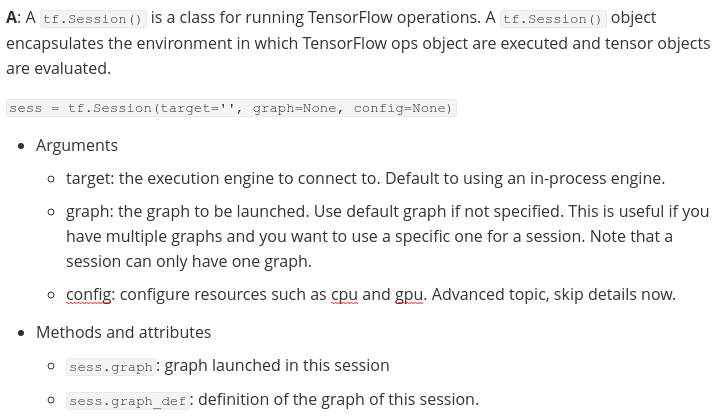 A: A tf.Session() is a class for running TensorFlow operations. A tf.Session() object
encapsulates the environment in which TensorFlow ops object are executed and tensor objects
are evaluated.
sess = tf.Session(target='', graph=None, config=None)
• Arguments
○ target: the execution engine to connect to. Default to using an in-process engine.
○ graph: the graph to be launched. Use default graph if not specified. This is useful if you
have multiple graphs and you want to use a specific one for a session. Note that a
session can only have one graph.
○ config: configure resources such as cpu and gpu. Advanced topic, skip details now.
• Methods and attributes
○ sess.graph: graph launched in this session
○ sess.graph_def: definition of the graph of this session.